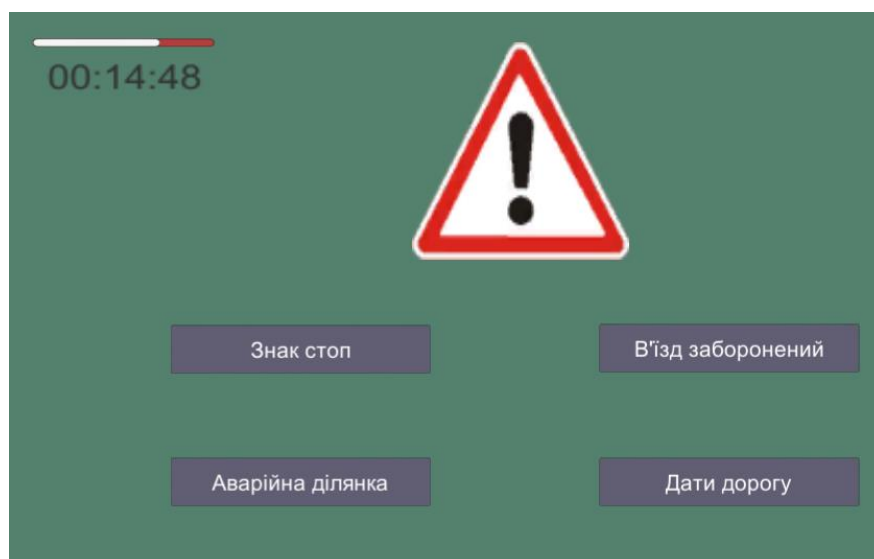 00:14:48
Знак стоп
В'їзд заборонений
Аварійна ділянка
Дати дорогу